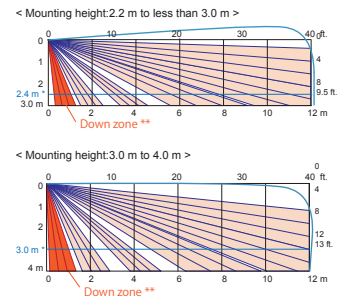 < Mounting height:2.2 m to less than 3.0 m >
0 10 20 30 40 ft.
0
1
2
2.4 m *
3.0 m
0
4
8
9.5 ft.
0 2 4 6 8 10 12 m
Down zone **
< Mounting height:3.0 m to 4.0 m >
0 10 20 30 40 ft.
0
1
2
3.0 m *
4 m
0
4
8
12
13 ft.
0 2 4 6 8 10 12 m
Down zone **